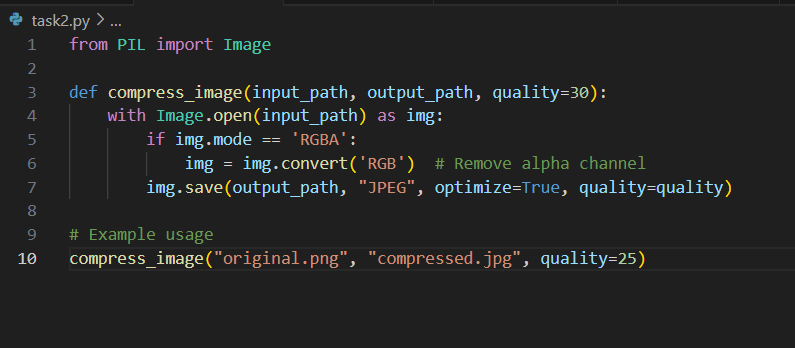 task2.py > ...
1 from PIL import Image
2
3 def compress_image(input_path, output_path, quality=30):
4     with Image.open(input_path) as img:
5         if img.mode == 'RGBA':
6             img = img.convert('RGB')  # Remove alpha channel
7         img.save(output_path, "JPEG", optimize=True, quality=quality)
8
9 # Example usage
10 compress_image("original.png", "compressed.jpg", quality=25)